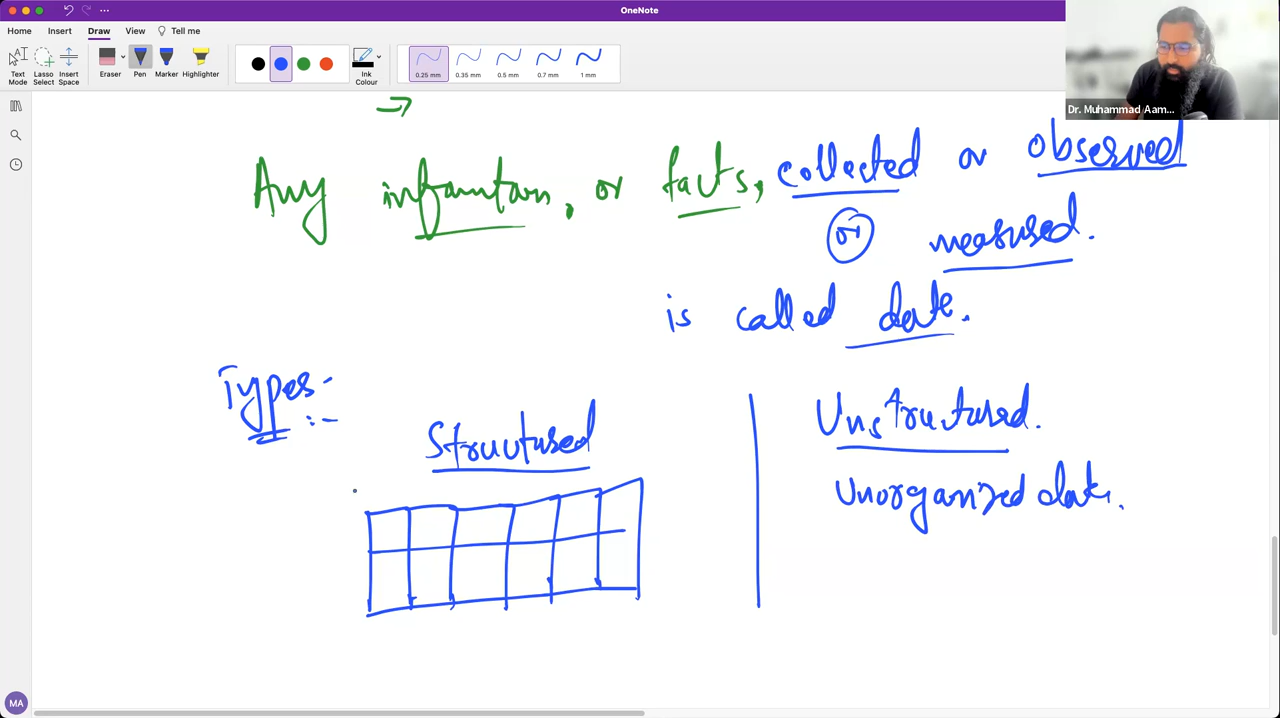 OneNote
Home Insert Draw View Tell me
Text Mode Lasso Select Insert Space Eraser Pen Marker Highlighter Ink Colour 0.25 mm 0.35 mm 0.5 mm 0.7 mm 1 mm
Dr. Muhammad Aam...
Any infromtaon, or facts, collected or observed
or measured.
is called data.
Types:-
Structured
Unstructured.
Unorganized data.
MA